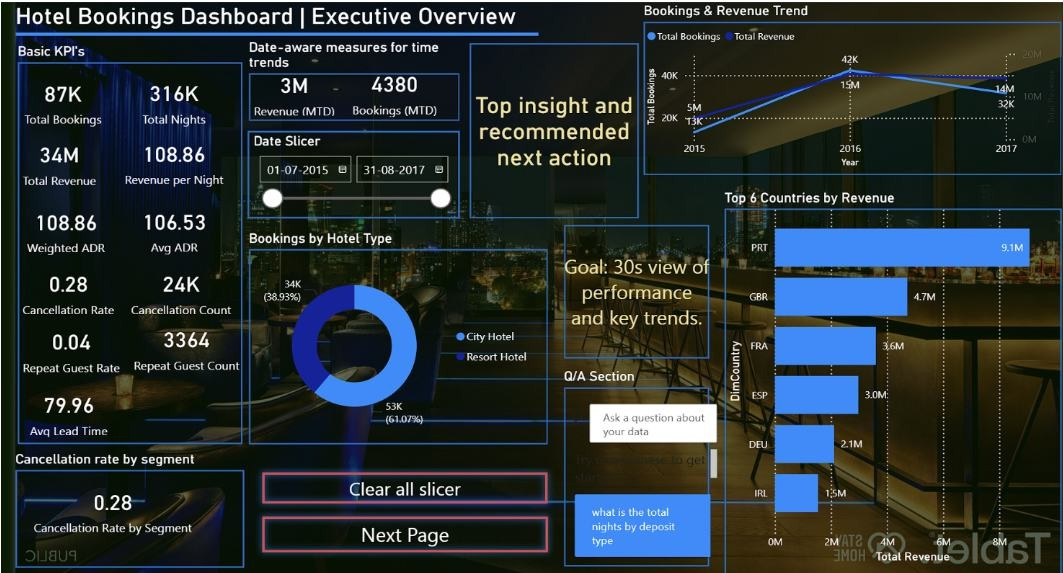 Hotel Bookings Dashboard | Executive Overview
Basic KPI's
87K
Total Bookings
316K
Total Nights
34M
Total Revenue
108.86
Revenue per Night
108.86
Weighted ADR
106.53
Avg ADR
0.28
Cancellation Rate
24K
Cancellation Count
0.04
Repeat Guest Rate
3364
Repeat Guest Count
79.96
Avg Lead Time
Cancellation rate by segment
0.28
Cancellation Rate by Segment
PUBLIC
Date-aware measures for time
trends
3M
Revenue (MTD)
4380
Bookings (MTD)
Date Slicer
01-07-2015
31-08-2017
Bookings by Hotel Type
34K
(38.93%)
53K
(61.07%)
City Hotel
Resort Hotel
Clear all slicer
Next Page
Top insight and
recommended
next action
Goal: 30s view of
performance
and key trends.
Q/A Section
Ask a question about
your data
what is the total
nights by deposit
type
Bookings & Revenue Trend
Total Bookings
Total Revenue
Total Bookings
40K
20K
5M
13K
42K
15M
14M
32K
20M
10M
0M
2015
2016
2017
Year
Top 6 Countries by Revenue
DimCountry
PRT
9.1M
GBR
4.7M
FRA
3.6M
ESP
3.0M
DEU
2.1M
IRL
1.5M
0M
2M
4M
6M
8M
Total Revenue
STAY
HOME
Tablet